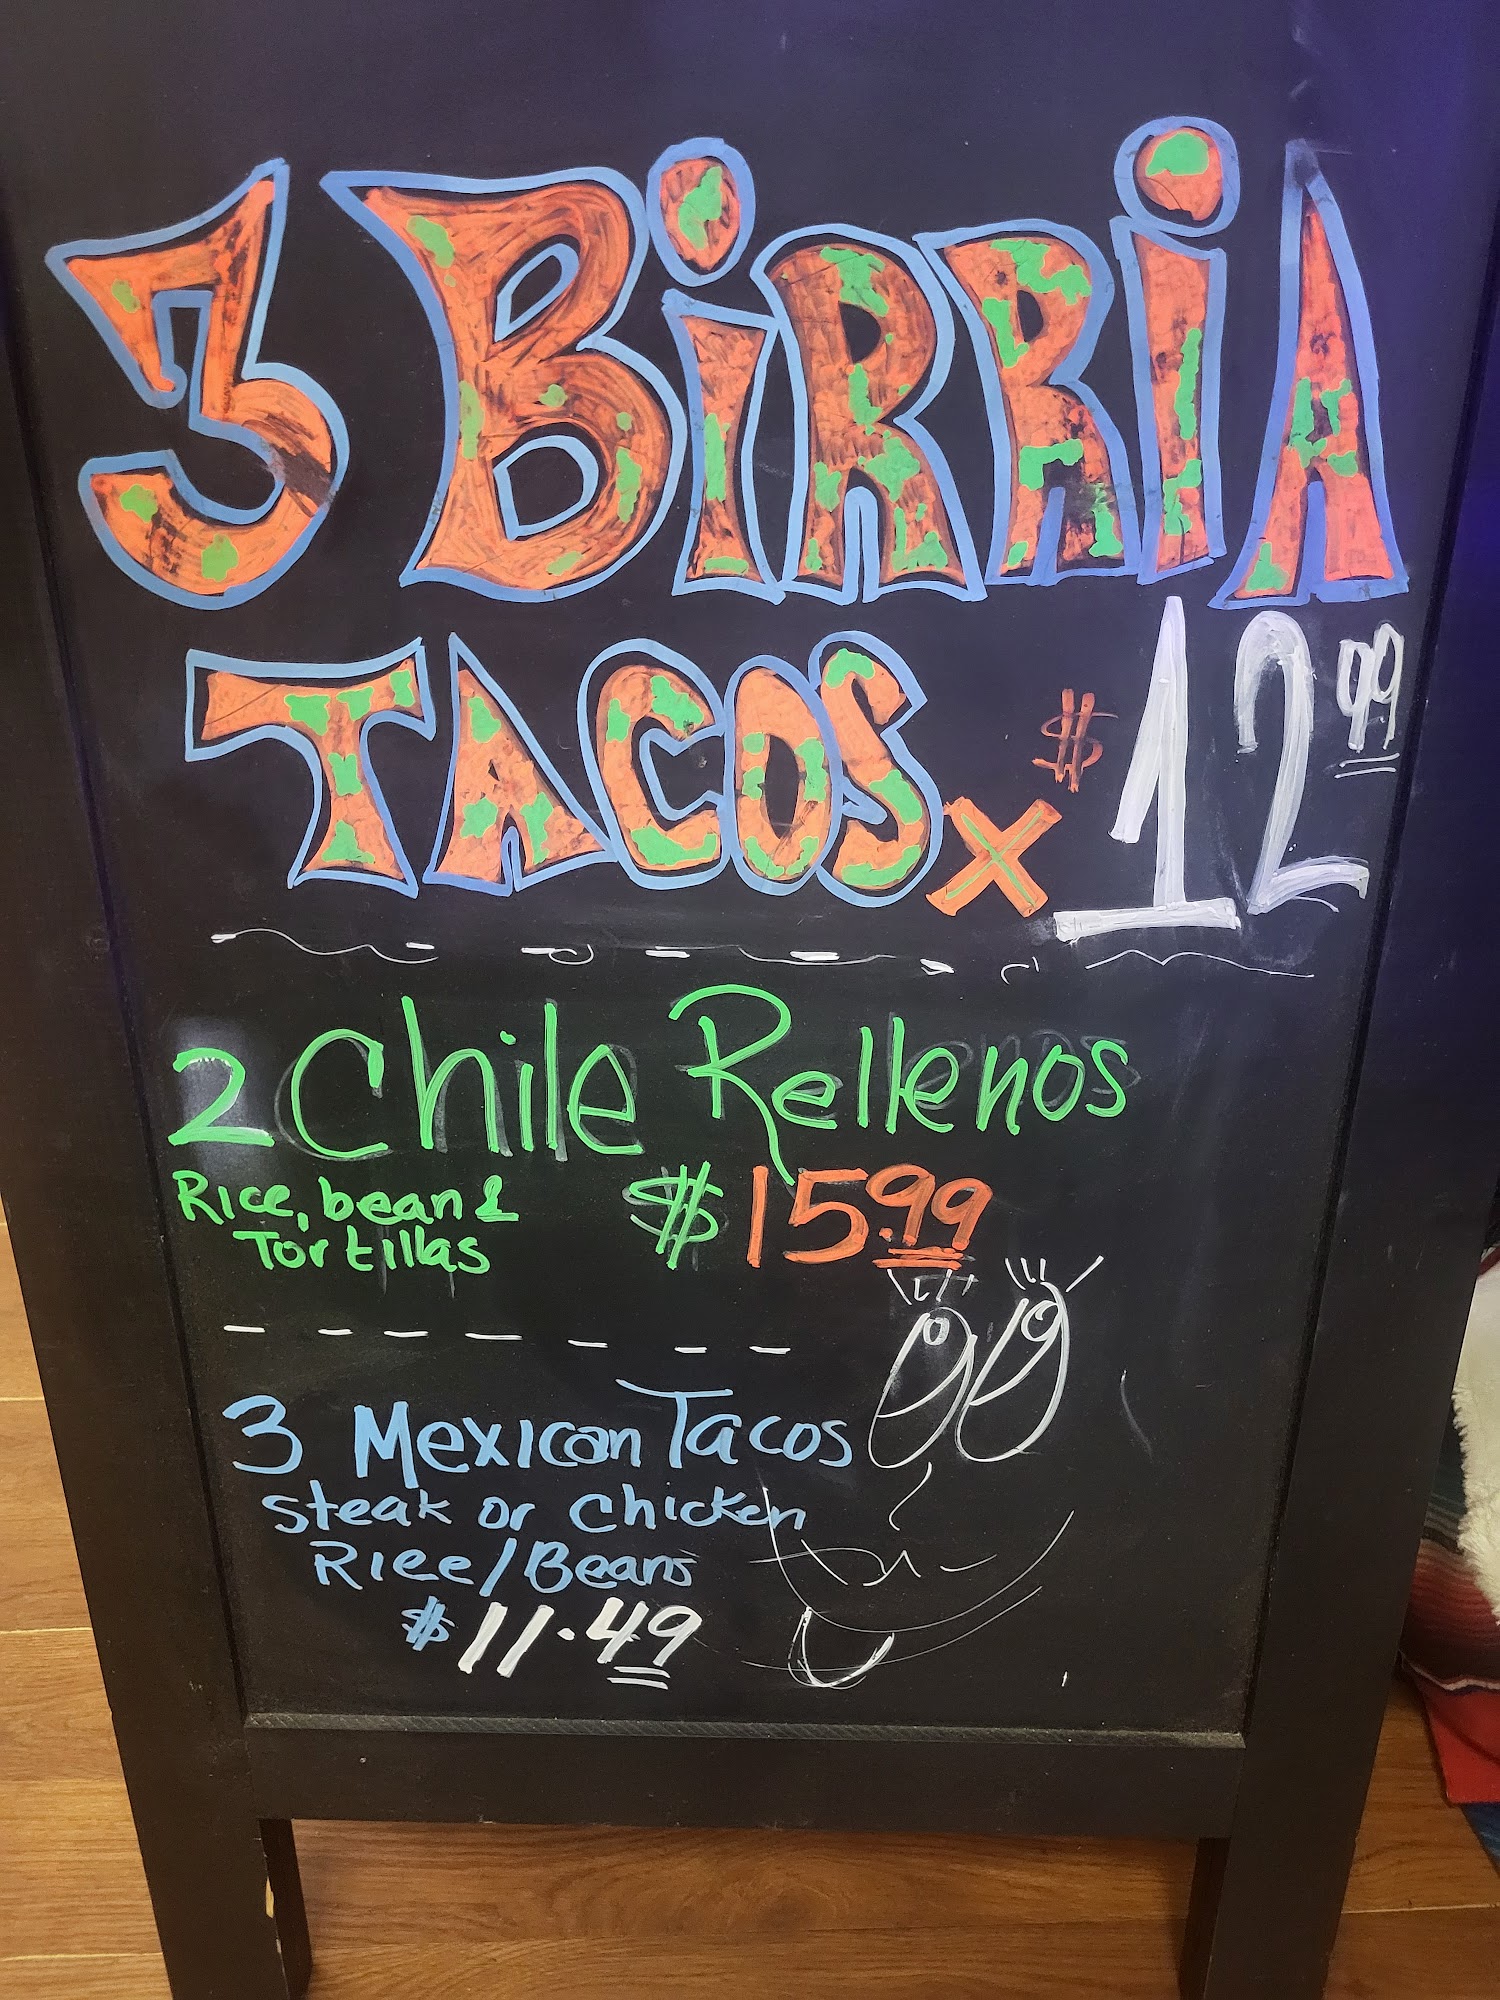 3 BiRRiA
TACOS x $12.99
2 Chile Rellenos
Rice, bean &
Tortillas
$15.99
3 Mexican Tacos
Steak or Chicken
Rice/Beans
$11.49